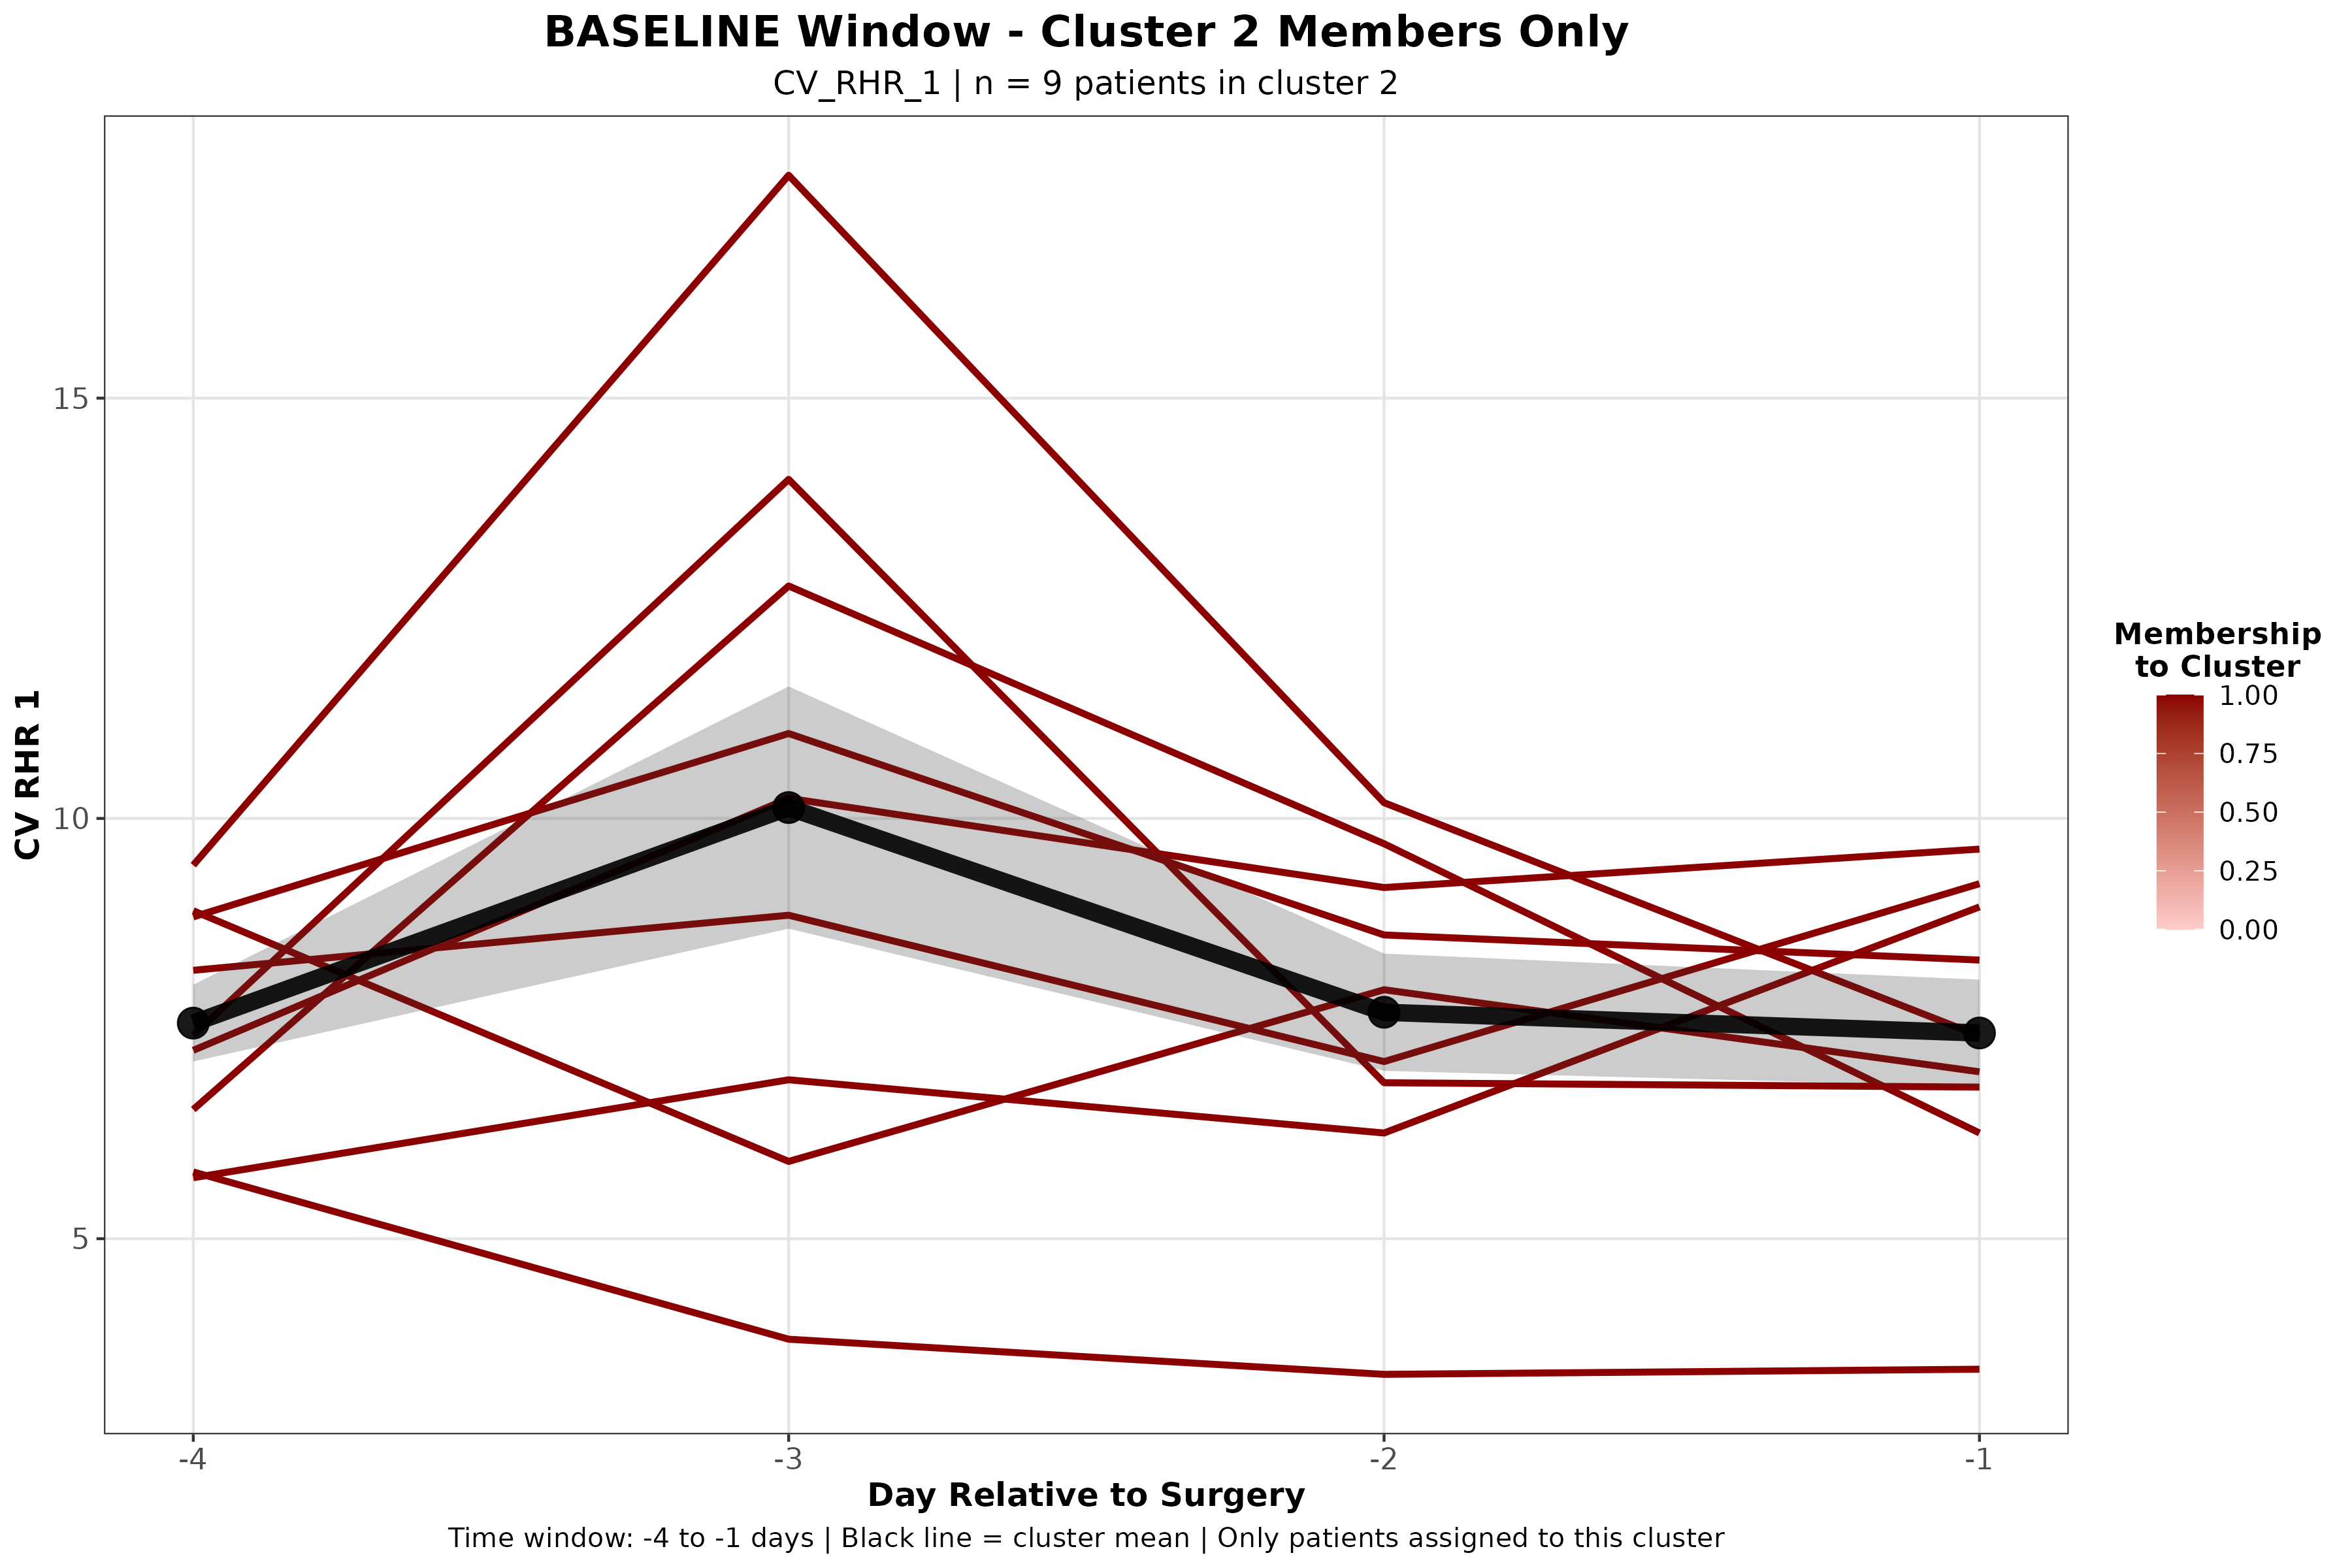 BASELINE Window - Cluster 2 Members Only
CV_RHR_1 | n = 9 patients in cluster 2
CV RHR 1
15
10
5
-4
-3
-2
-1
Day Relative to Surgery
Time window: -4 to -1 days | Black line = cluster mean | Only patients assigned to this cluster
Membership
to Cluster
1.00
0.75
0.50
0.25
0.00